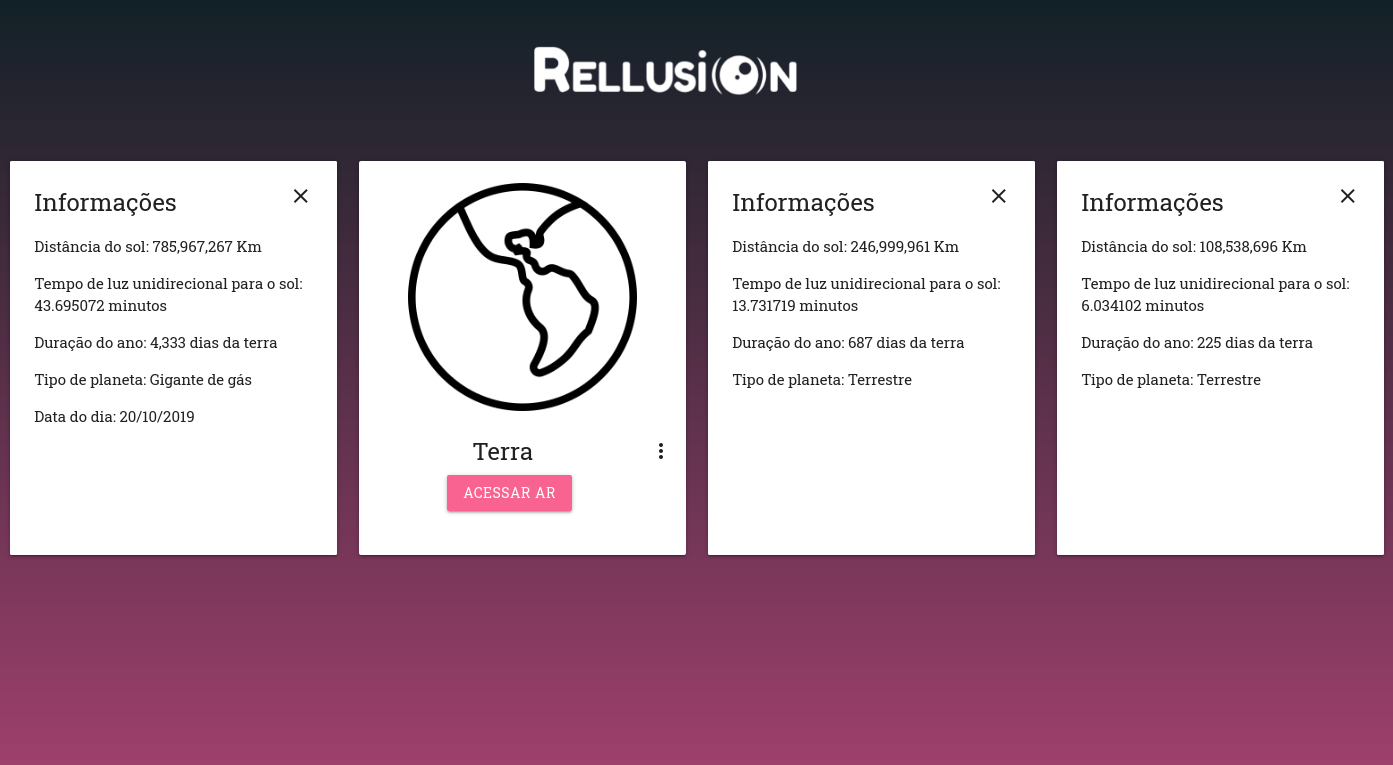 RELLUSION
Informações
Distância do sol: 785,967,267 Km
Tempo de luz unidirecional para o sol:
43.695072 minutos
Duração do ano: 4,333 dias da terra
Tipo de planeta: Gigante de gás
Data do dia: 20/10/2019
Terra
ACESSAR AR
Informações
Distância do sol: 246,999,961 Km
Tempo de luz unidirecional para o sol:
13.731719 minutos
Duração do ano: 687 dias da terra
Tipo de planeta: Terrestre
Informações
Distância do sol: 108,538,696 Km
Tempo de luz unidirecional para o sol:
6.034102 minutos
Duração do ano: 225 dias da terra
Tipo de planeta: Terrestre